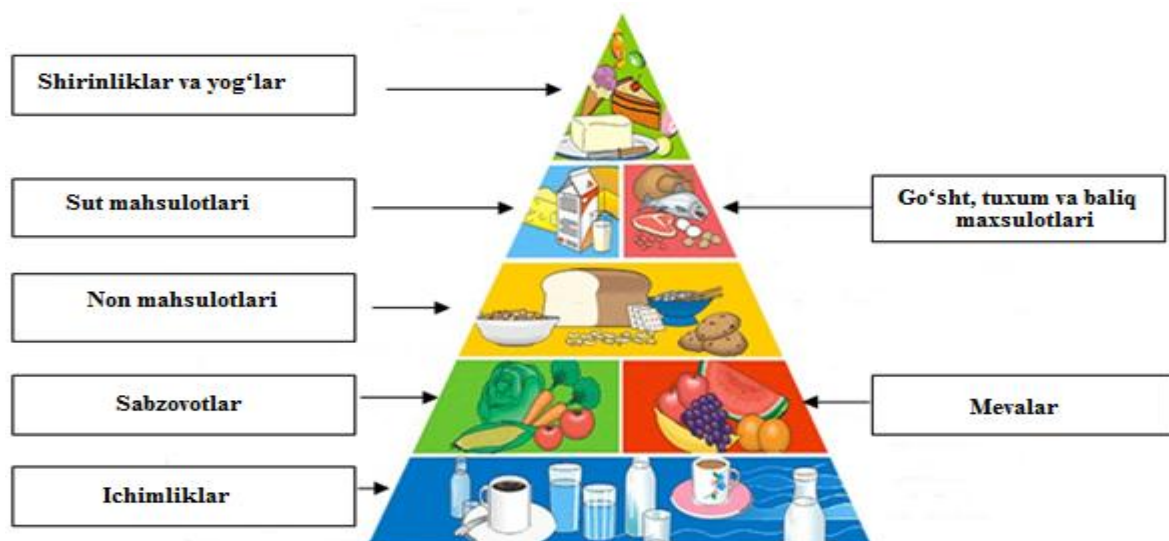 Shirinliklar va yog‘lar
Sut mahsulotlari
Go‘sht, tuxum va baliq
maxsulotlari
Non mahsulotlari
Sabzovotlar
Mevalar
Ichimliklar